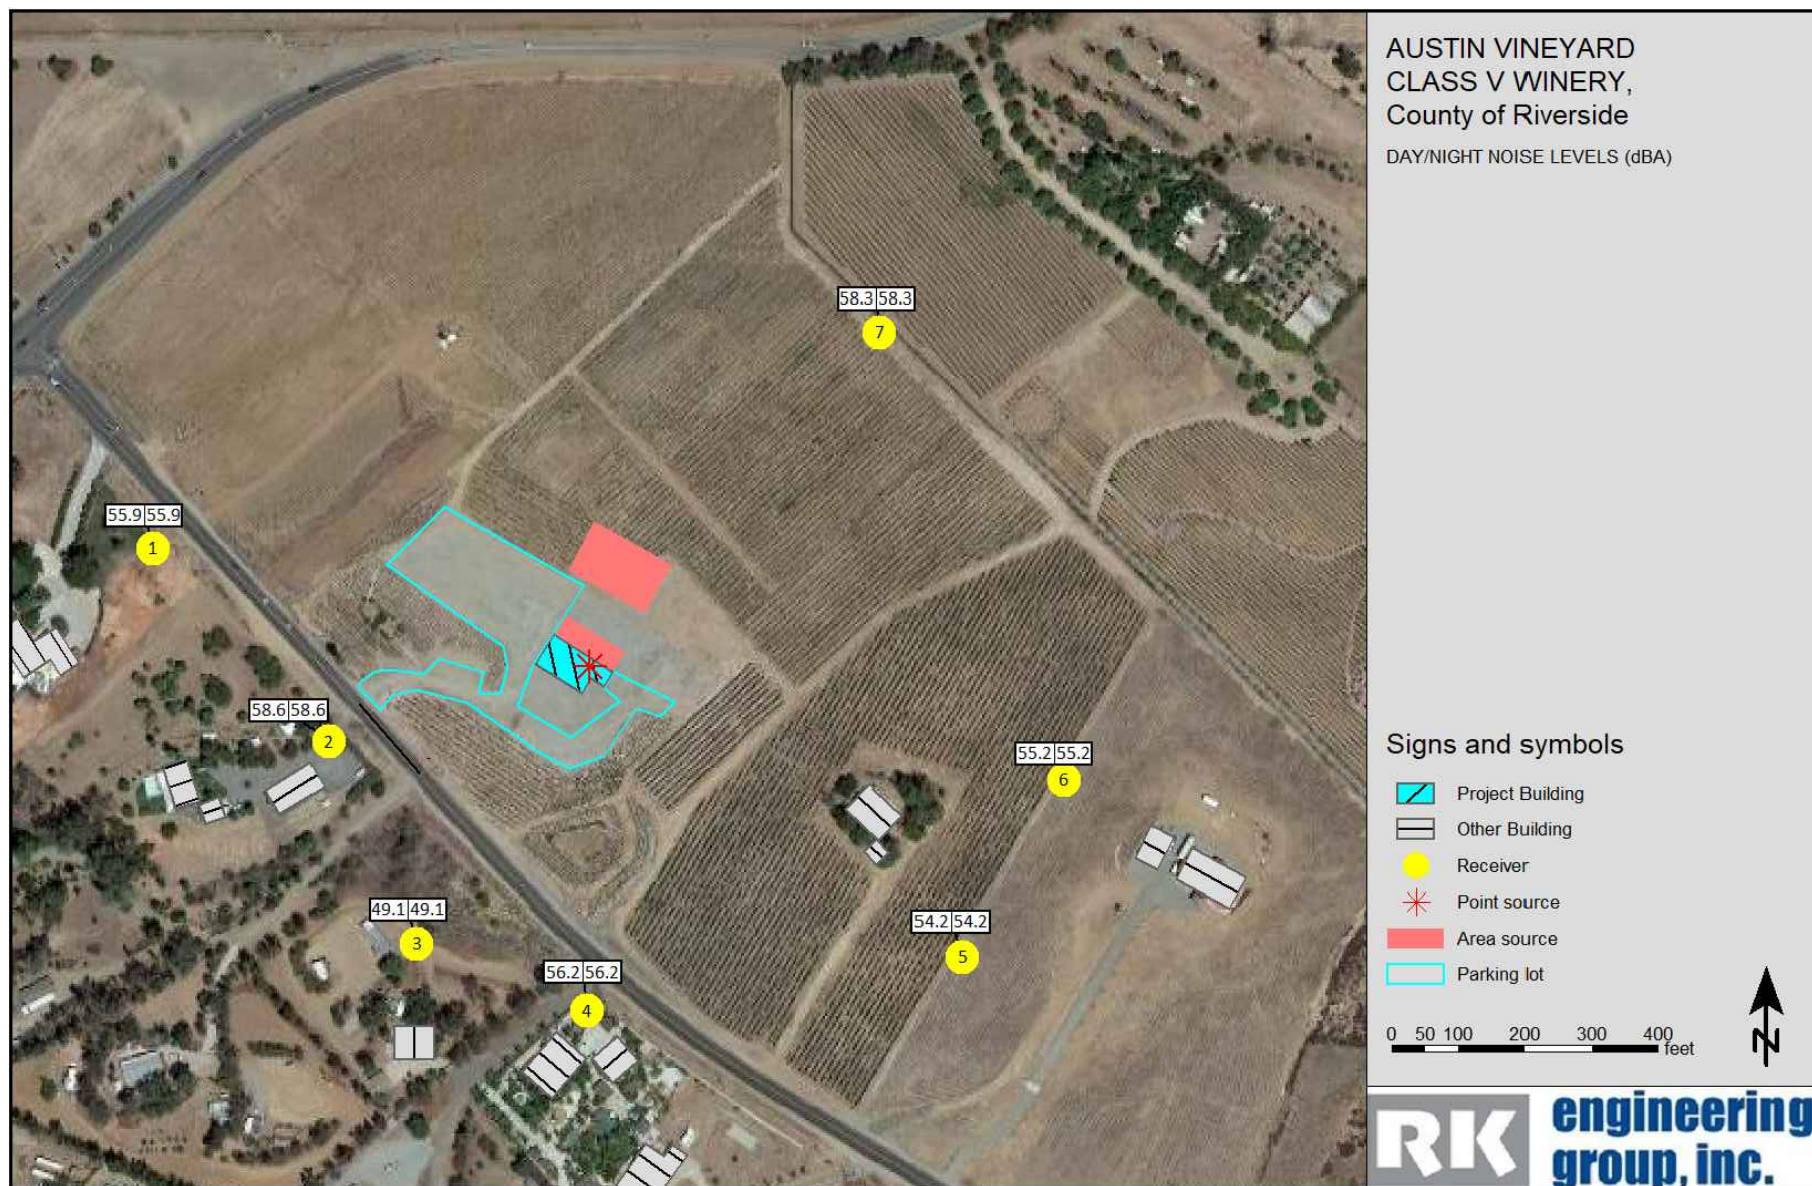 AUSTIN VINEYARD
CLASS V WINERY,
County of Riverside
DAY/NIGHT NOISE LEVELS (dBA)
58.3 58.3
7
55.9 55.9
1
58.6 58.6
2
55.2 55.2
6
49.1 49.1
3
54.2 54.2
5
56.2 56.2
4
Signs and symbols
Project Building
Other Building
Receiver
Point source
Area source
Parking lot
0 50 100 200 300 400
feet
N
RK engineering
group, inc.